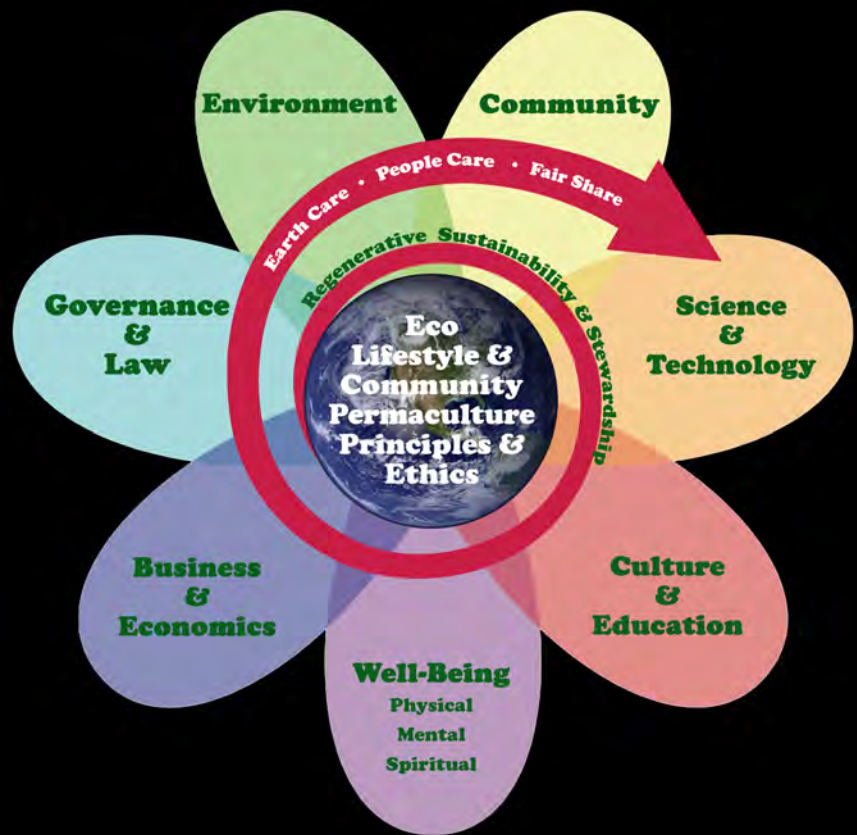 Environment
Community
Earth Care • People Care • Fair Share
Regenerative Sustainability & Stewardship
Governance
&
Law
Eco
Lifestyle &
Community
Permaculture
Principles &
Ethics
Science
&
Technology
Business
&
Economics
Culture
&
Education
Well-Being
Physical
Mental
Spiritual